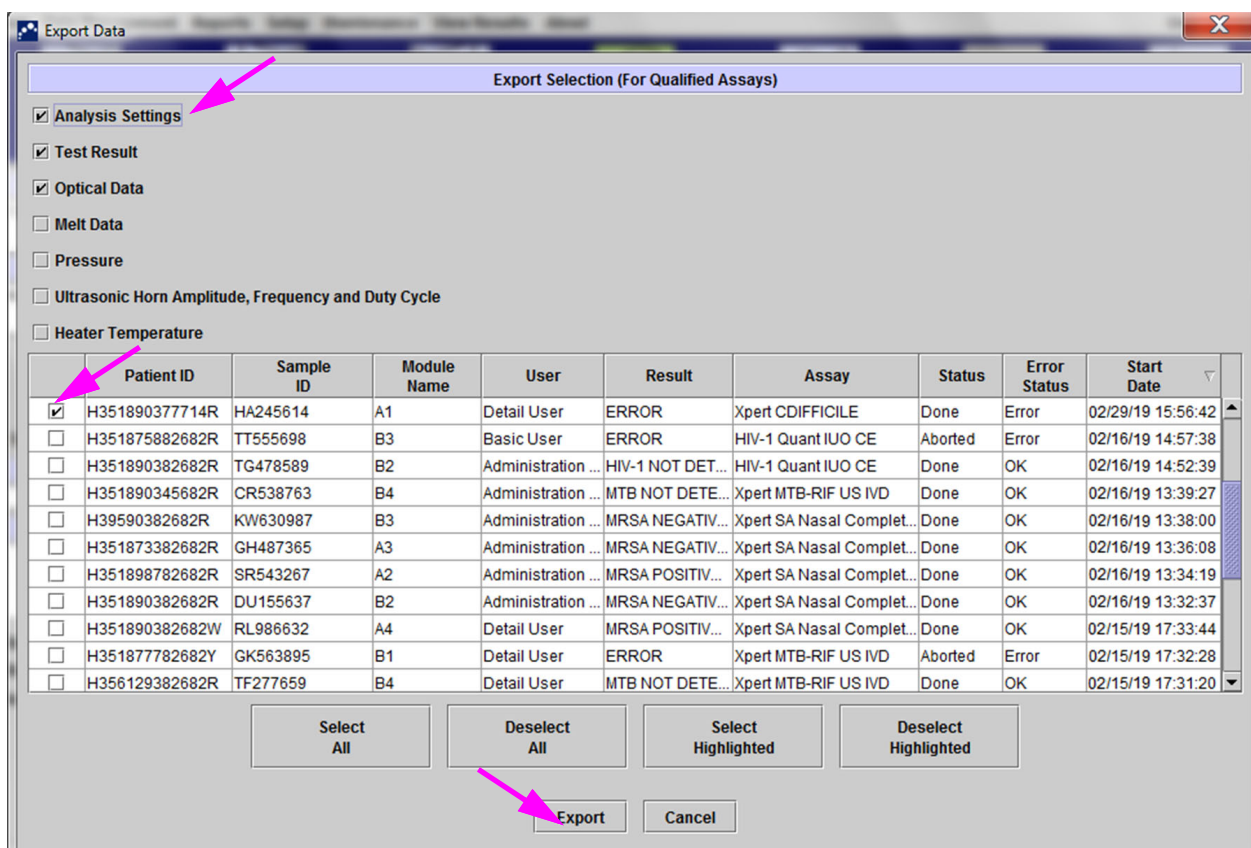 Export Data
Export Selection (For Qualified Assays)
Analysis Settings
Test Result
Optical Data
Melt Data
Pressure
Ultrasonic Horn Amplitude, Frequency and Duty Cycle
Heater Temperature
Patient ID Sample ID Module Name User Result Assay Status Error Status Start Date
H351890377714R HA245614 A1 Detail User ERROR Xpert CDIFFICILE Done Error 02/29/19 15:56:42
H351875882682R TT555698 B3 Basic User ERROR HIV-1 Quant IUO CE Aborted Error 02/16/19 14:57:38
H351890382682R TG478589 B2 Administration ... HIV-1 NOT DET... HIV-1 Quant IUO CE Done OK 02/16/19 14:52:39
H351890345682R CR538763 B4 Administration ... MTB NOT DETE... Xpert MTB-RIF US IVD Done OK 02/16/19 13:39:27
H39590382682R KW630987 B3 Administration ... MRSA NEGATIV... Xpert SA Nasal Complet... Done OK 02/16/19 13:38:00
H351873382682R GH487365 A3 Administration ... MRSA NEGATIV... Xpert SA Nasal Complet... Done OK 02/16/19 13:36:08
H351898782682R SR543267 A2 Administration ... MRSA POSITIV... Xpert SA Nasal Complet... Done OK 02/16/19 13:34:19
H351890382682R DU155637 B2 Administration ... MRSA NEGATIV... Xpert SA Nasal Complet... Done OK 02/16/19 13:32:37
H351890382682W RL986632 A4 Detail User MRSA POSITIV... Xpert SA Nasal Complet... Done OK 02/15/19 17:33:44
H351877782682Y GK563895 B1 Detail User ERROR Xpert MTB-RIF US IVD Aborted Error 02/15/19 17:32:28
H356129382682R TF277659 B4 Detail User MTB NOT DETE... Xpert MTB-RIF US IVD Done OK 02/15/19 17:31:20
Select All Deselect All Select Highlighted Deselect Highlighted
Export Cancel